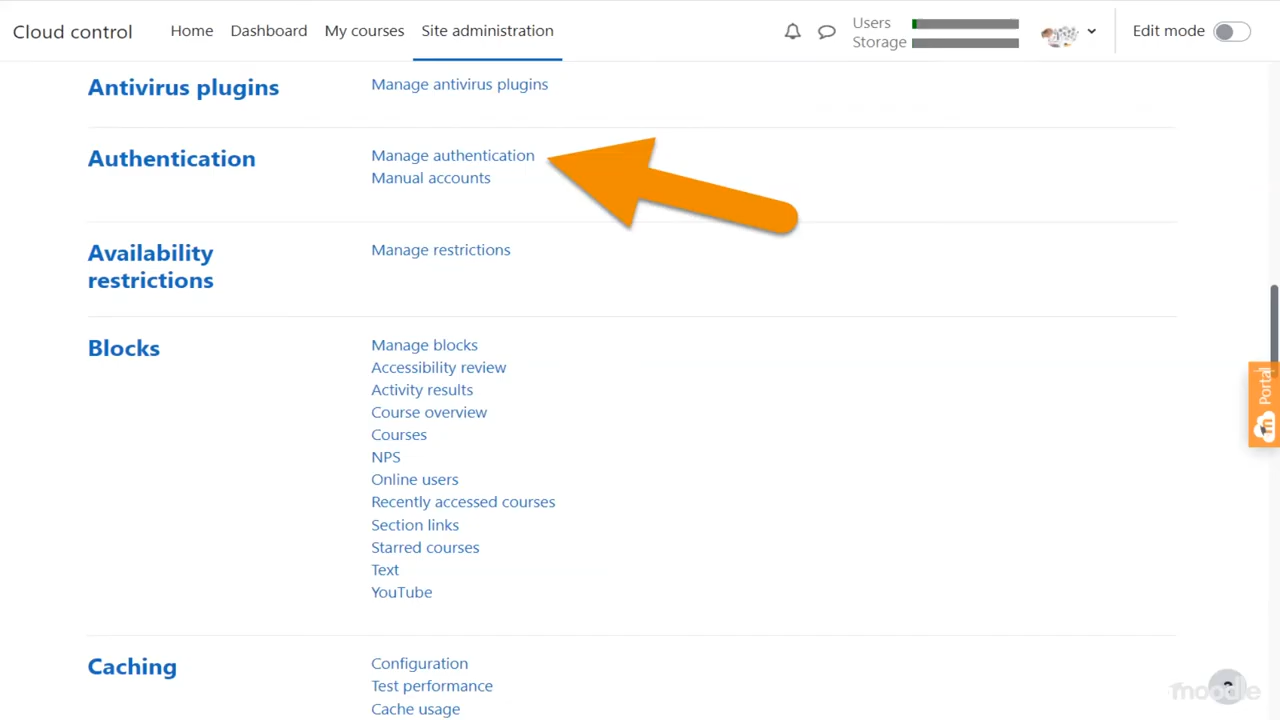 Cloud control
Home Dashboard My courses Site administration
Users
Storage
Edit mode
Antivirus plugins
Manage antivirus plugins
Authentication
Manage authentication
Manual accounts
Availability
restrictions
Manage restrictions
Blocks
Manage blocks
Accessibility review
Activity results
Course overview
Courses
NPS
Online users
Recently accessed courses
Section links
Starred courses
Text
YouTube
Caching
Configuration
Test performance
Cache usage
Portal
moodle
?